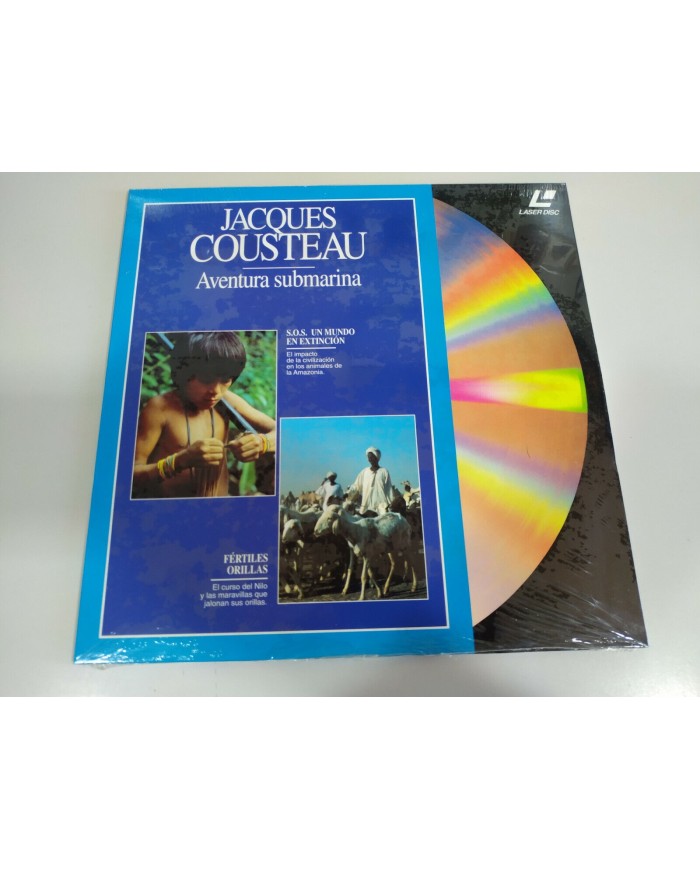 JACQUES
COUSTEAU
Aventura submarina
LASER DISC
S.O.S. UN MUNDO
EN EXTINCIÓN
El impacto
de la civilización
en los animales de
la Amazonia.
FÉRTILES
ORILLAS
El curso del Nilo
y las maravillas que
jalonan sus orillas.